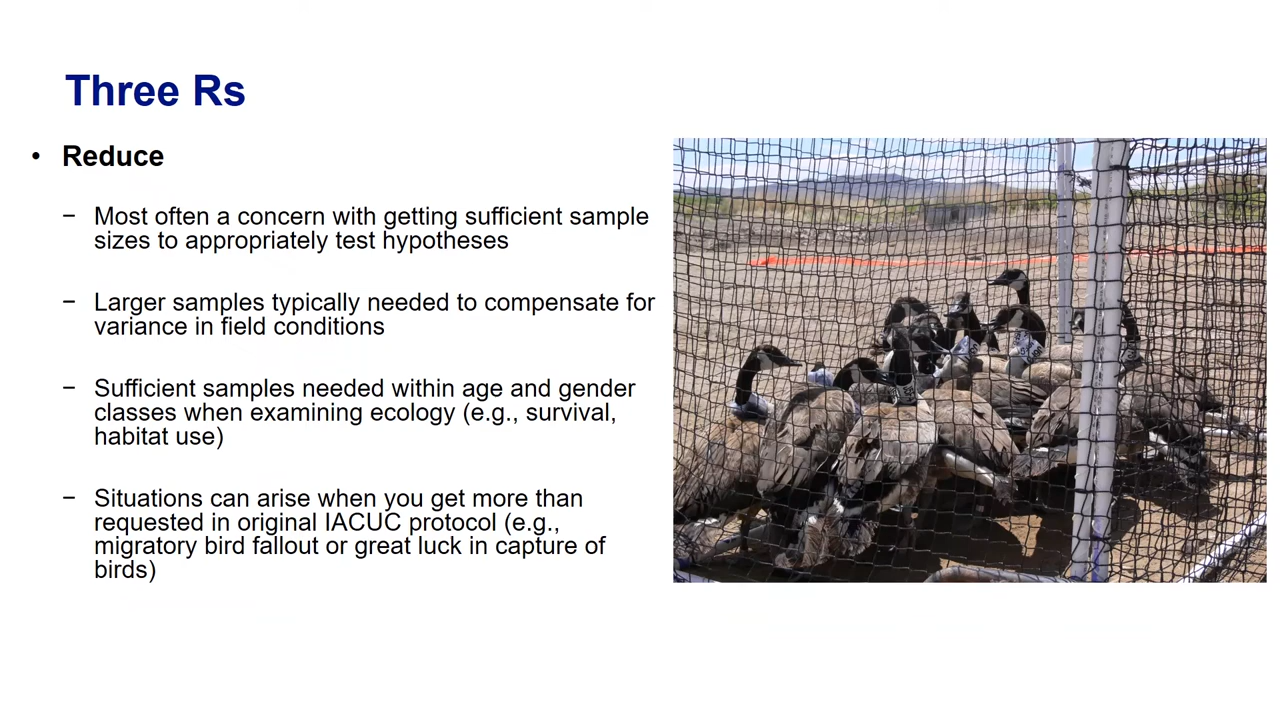 Three Rs
• Reduce
− Most often a concern with getting sufficient sample
sizes to appropriately test hypotheses
− Larger samples typically needed to compensate for
variance in field conditions
− Sufficient samples needed within age and gender
classes when examining ecology (e.g., survival,
habitat use)
− Situations can arise when you get more than
requested in original IACUC protocol (e.g.,
migratory bird fallout or great luck in capture of
birds)